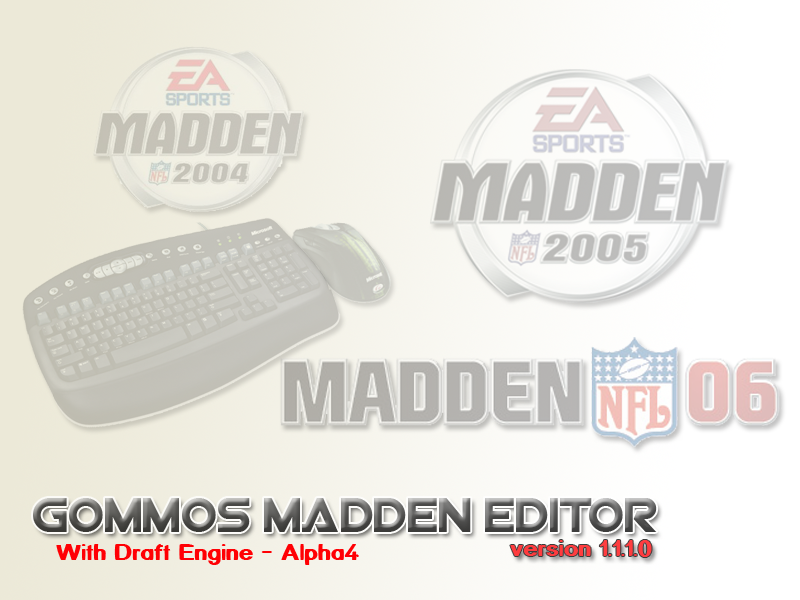 EA
SPORTS
MADDEN
NFL 2004
EA
SPORTS
MADDEN
NFL 2005
Microsoft
MADDEN NFL 06
GOMMOS MADDEN EDITOR
With Draft Engine - Alpha4
version 1.1.1.0